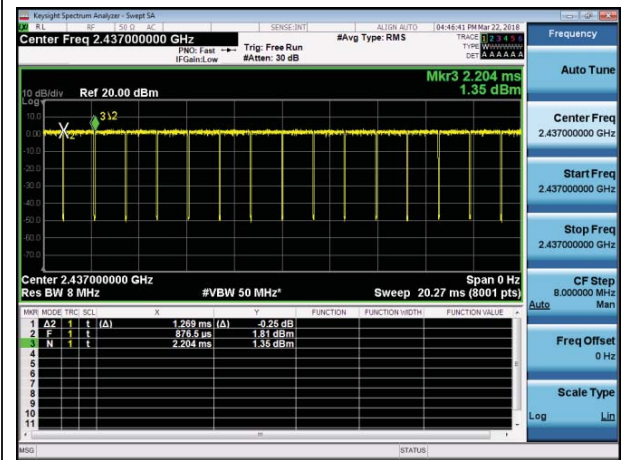 Keysight Spectrum Analyzer - Swept SA
RL RF 50 Ω AC SENSE:INT ALIGN AUTO 04:46:41 PM Mar 22, 2018
Center Freq 2.437000000 GHz
PNO: Fast
IFGain:Low
Trig: Free Run
#Atten: 30 dB
#Avg Type: RMS
TRACE 1 2 3 4 5 6
TYPE W
DET A A A A A A
Mkr3 2.204 ms
1.35 dBm
10 dB/div Ref 20.00 dBm
Log
10.0
0.00
-10.0
-20.0
-30.0
-40.0
-50.0
-60.0
-70.0
Center 2.437000000 GHz Span 0 Hz
Res BW 8 MHz #VBW 50 MHz* Sweep 20.27 ms (8001 pts)
MKR MODE TRC SCL X Y FUNCTION FUNCTION WIDTH FUNCTION VALUE
1 Δ2 1 t (Δ) 1.269 ms (Δ) -0.25 dB
2 F 1 t 876.5 us 1.81 dBm
3 N 1 t 2.204 ms 1.35 dBm
4
5
6
7
8
9
10
11
MSG STATUS
Frequency
Auto Tune
Center Freq
2.437000000 GHz
Start Freq
2.437000000 GHz
Stop Freq
2.437000000 GHz
CF Step
8.000000 MHz
Auto Man
Freq Offset
0 Hz
Scale Type
Log Lin